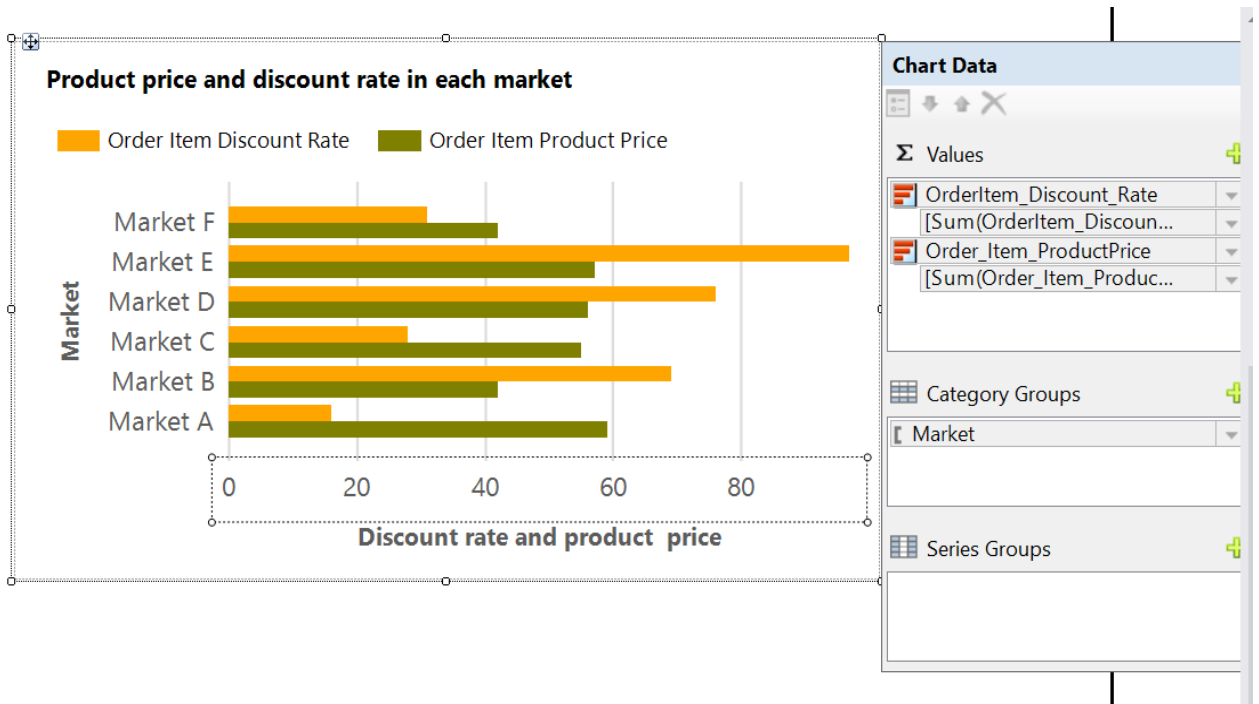 Product price and discount rate in each market
Order Item Discount Rate
Order Item Product Price
Market
Market F
Market E
Market D
Market C
Market B
Market A
0 20 40 60 80
Discount rate and product  price
Chart Data
Σ Values
OrderItem_Discount_Rate
[Sum(OrderItem_Discoun...
Order_Item_ProductPrice
[Sum(Order_Item_Produc...
Category Groups
Market
Series Groups